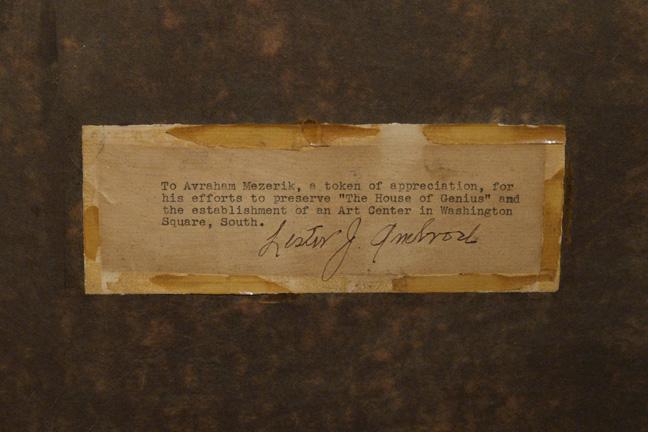 To Avraham Mezerik, a token of appreciation, for
his efforts to preserve "The House of Genius" and
the establishment of an Art Center in Washington
Square, South.
Lester J.